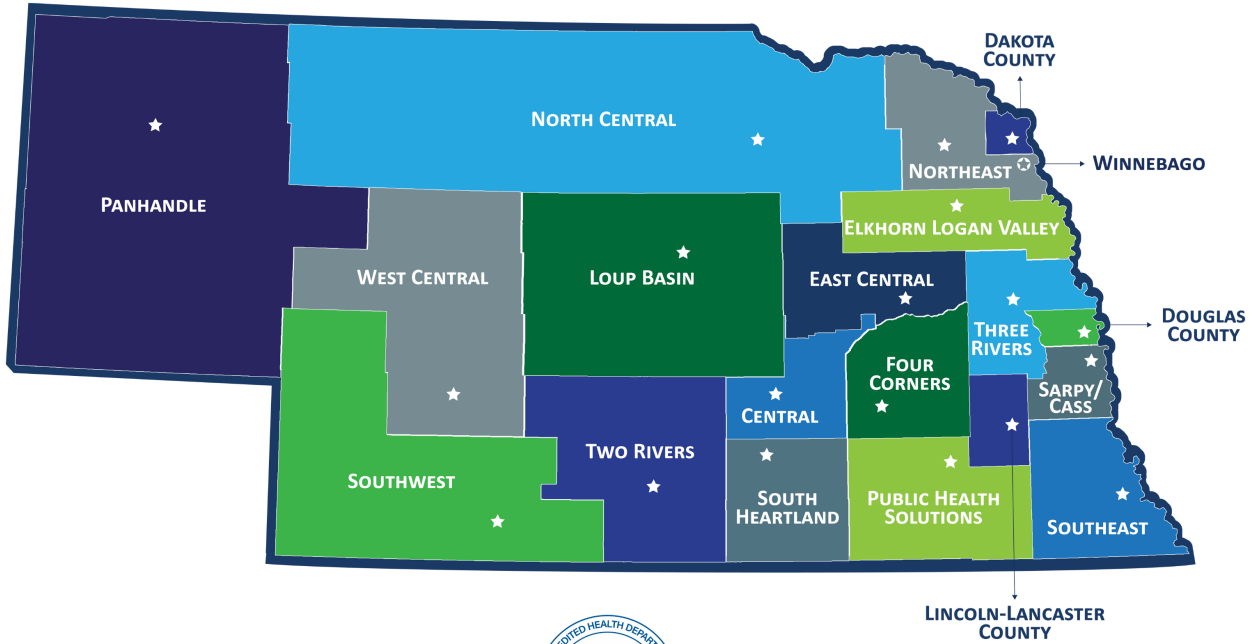 DAKOTA
COUNTY
NORTH CENTRAL
WINNEBAGO
NORTHEAST
PANHANDLE
ELKHORN LOGAN VALLEY
WEST CENTRAL
LOUP BASIN
EAST CENTRAL
DOUGLAS
COUNTY
THREE
RIVERS
FOUR
CORNERS
SARPY/
CASS
CENTRAL
TWO RIVERS
SOUTHWEST
SOUTH
HEARTLAND
PUBLIC HEALTH
SOLUTIONS
SOUTHEAST
LINCOLN-LANCASTER
COUNTY
HEALTH